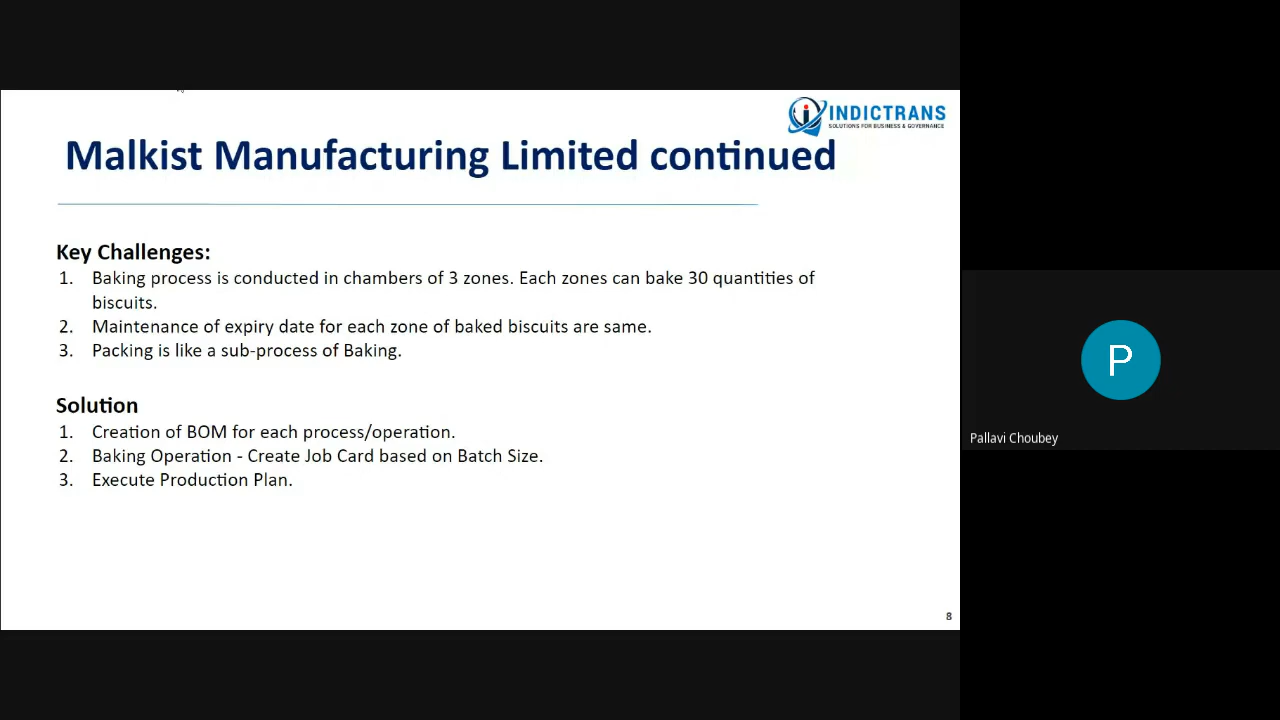 INDICTRANS
SOLUTIONS FOR BUSINESS & GOVERNANCE
Malkist Manufacturing Limited continued
Key Challenges:
1. Baking process is conducted in chambers of 3 zones. Each zones can bake 30 quantities of
biscuits.
2. Maintenance of expiry date for each zone of baked biscuits are same.
3. Packing is like a sub-process of Baking.
Solution
1. Creation of BOM for each process/operation.
2. Baking Operation - Create Job Card based on Batch Size.
3. Execute Production Plan.
8
P
Pallavi Choubey